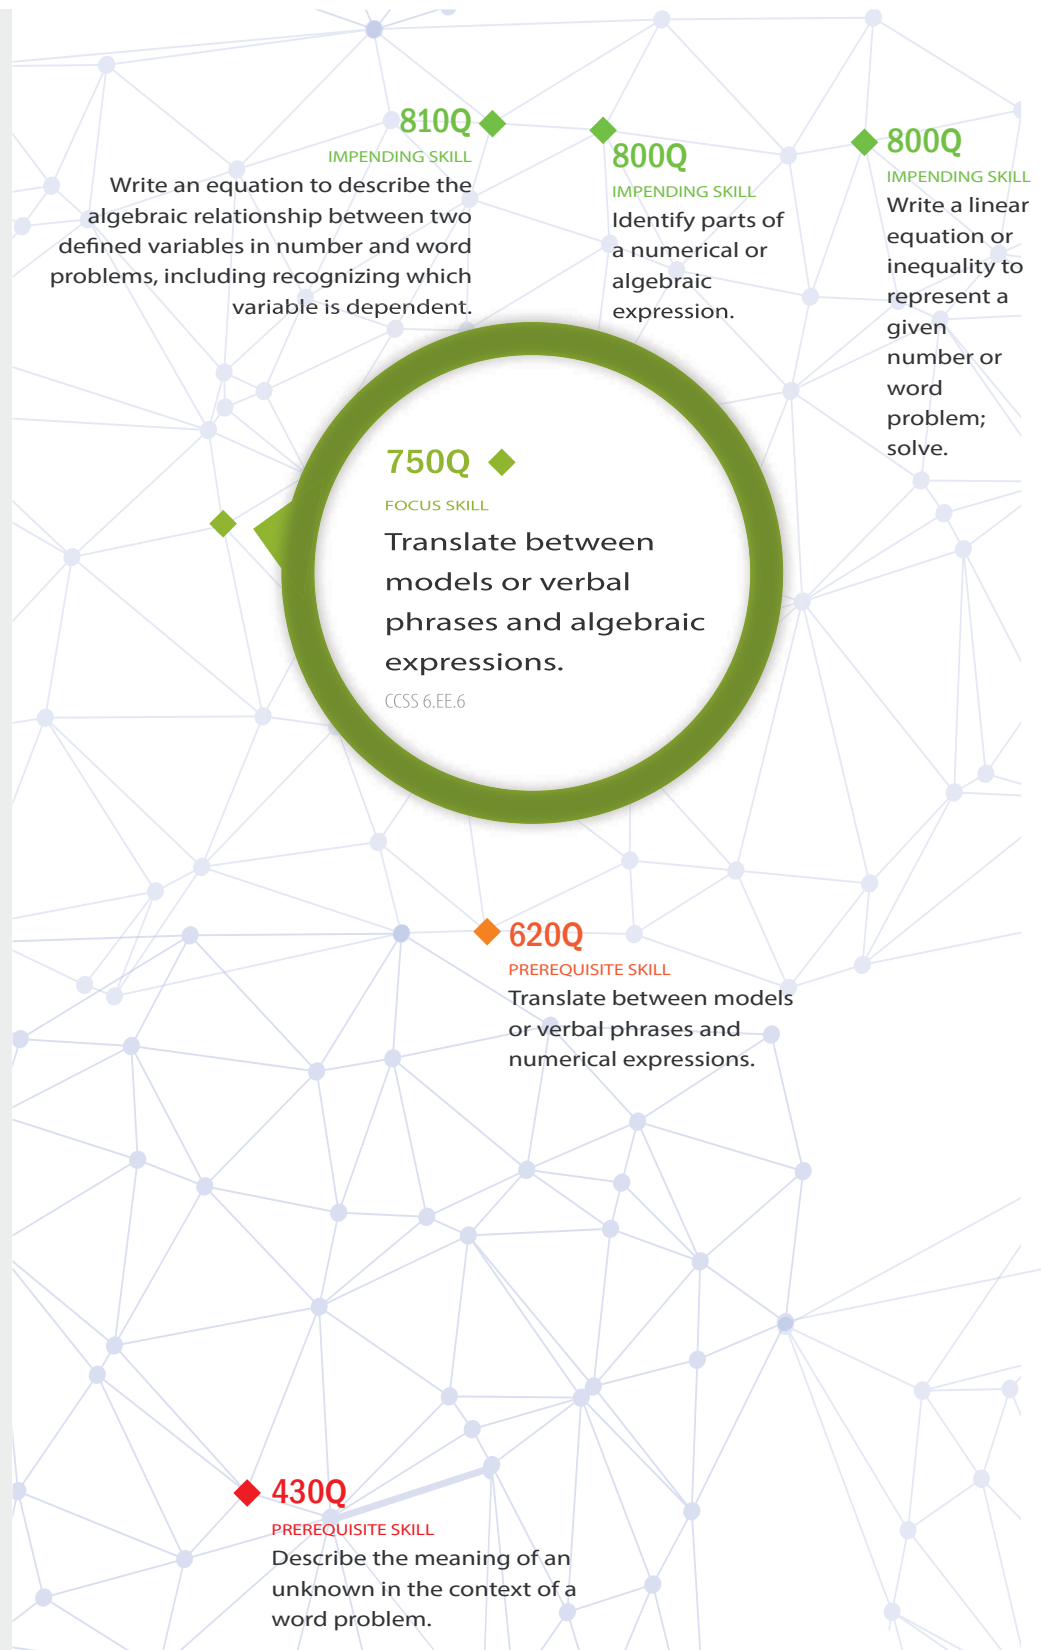 810Q
IMPENDING SKILL
Write an equation to describe the
algebraic relationship between two
defined variables in number and word
problems, including recognizing which
variable is dependent.
800Q
IMPENDING SKILL
Identify parts of
a numerical or
algebraic
expression.
800Q
IMPENDING SKILL
Write a linear
equation or
inequality to
represent a
given
number or
word
problem;
solve.
750Q
FOCUS SKILL
Translate between
models or verbal
phrases and algebraic
expressions.
CCSS 6.EE.6
620Q
PREREQUISITE SKILL
Translate between models
or verbal phrases and
numerical expressions.
430Q
PREREQUISITE SKILL
Describe the meaning of an
unknown in the context of a
word problem.